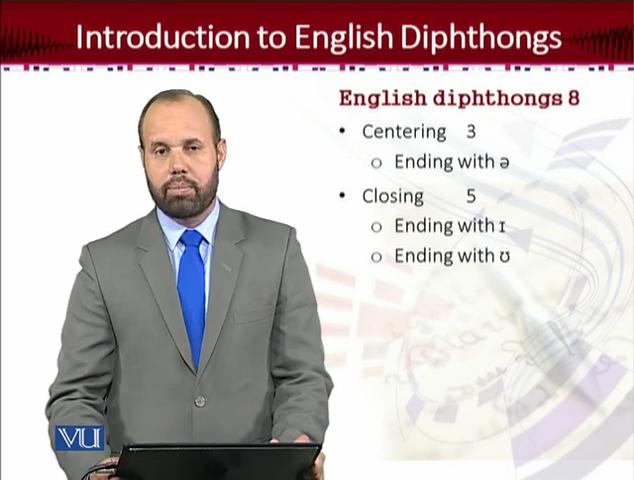 Introduction to English Diphthongs
English diphthongs 8
• Centering 3
o Ending with ə
• Closing 5
o Ending with ɪ
o Ending with ʊ
VU